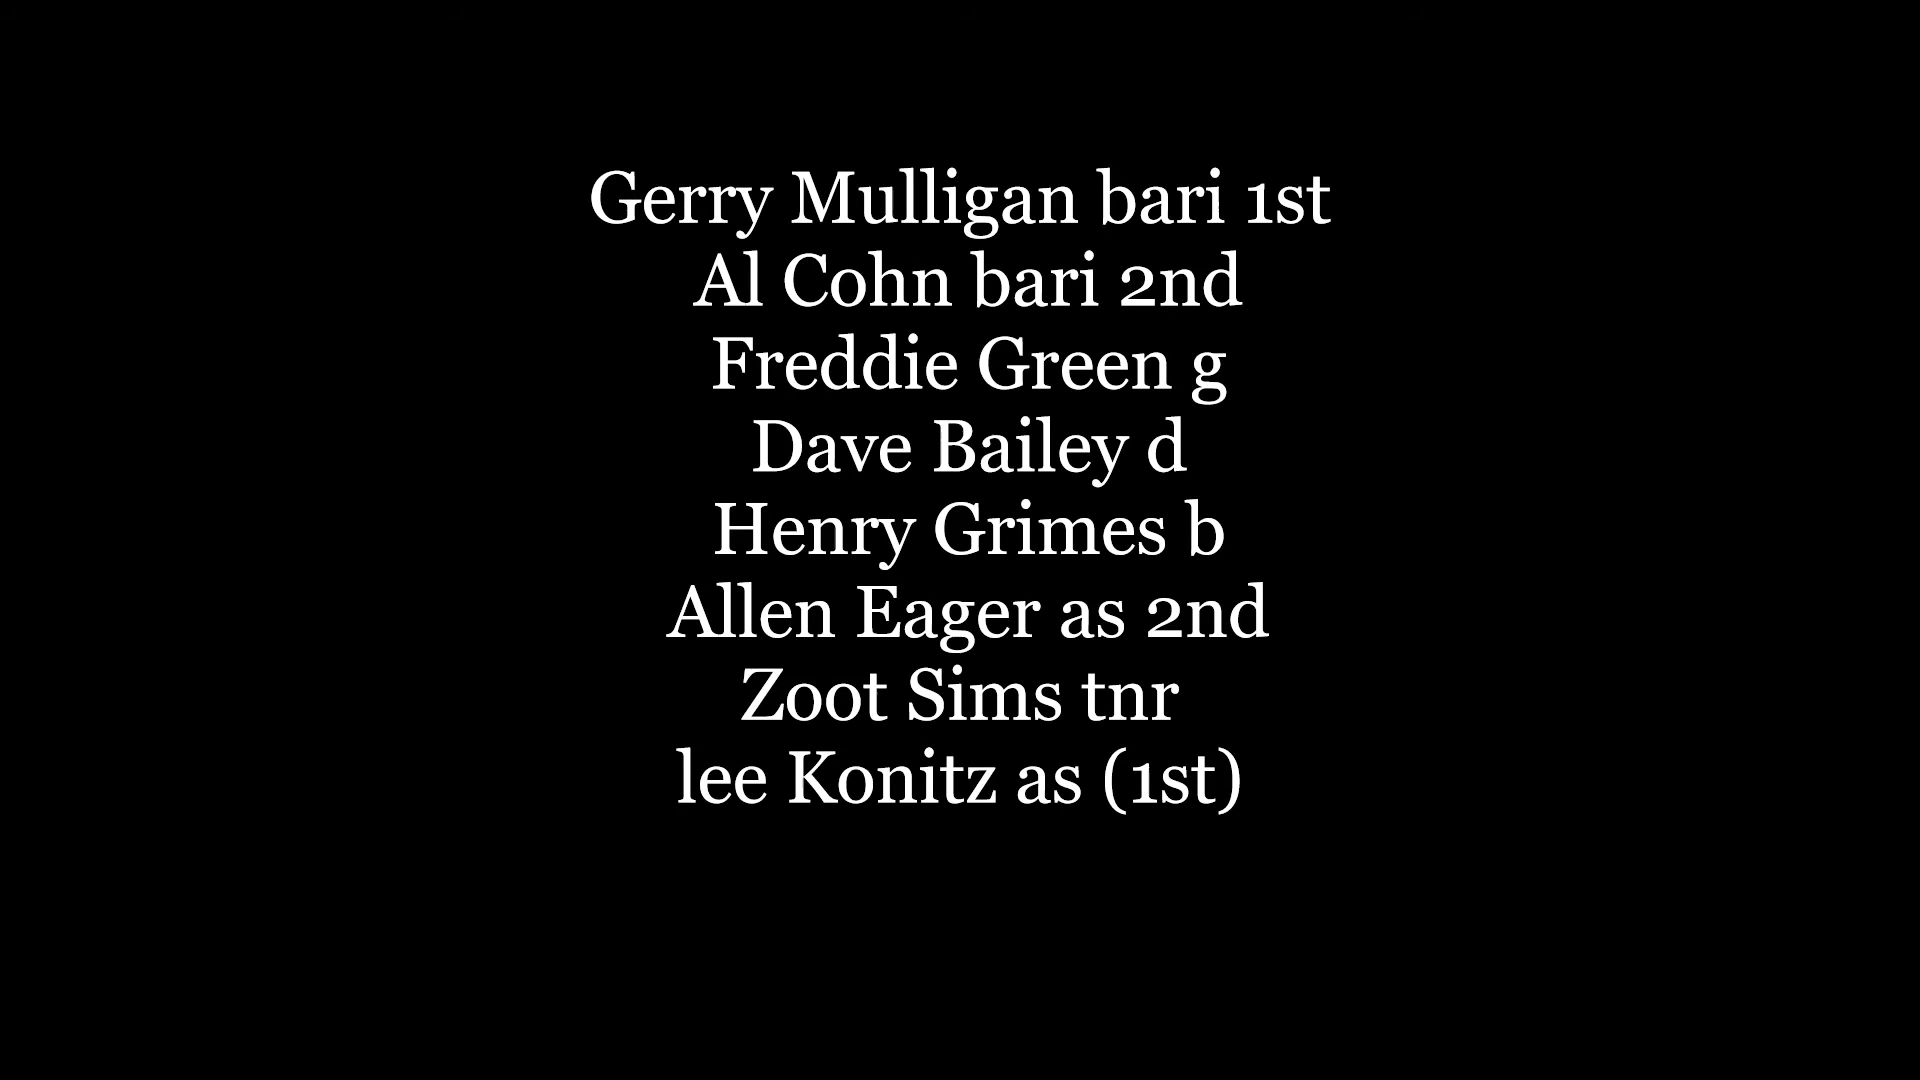 Gerry Mulligan bari 1st
Al Cohn bari 2nd
Freddie Green g
Dave Bailey d
Henry Grimes b
Allen Eager as 2nd
Zoot Sims tnr
lee Konitz as (1st)